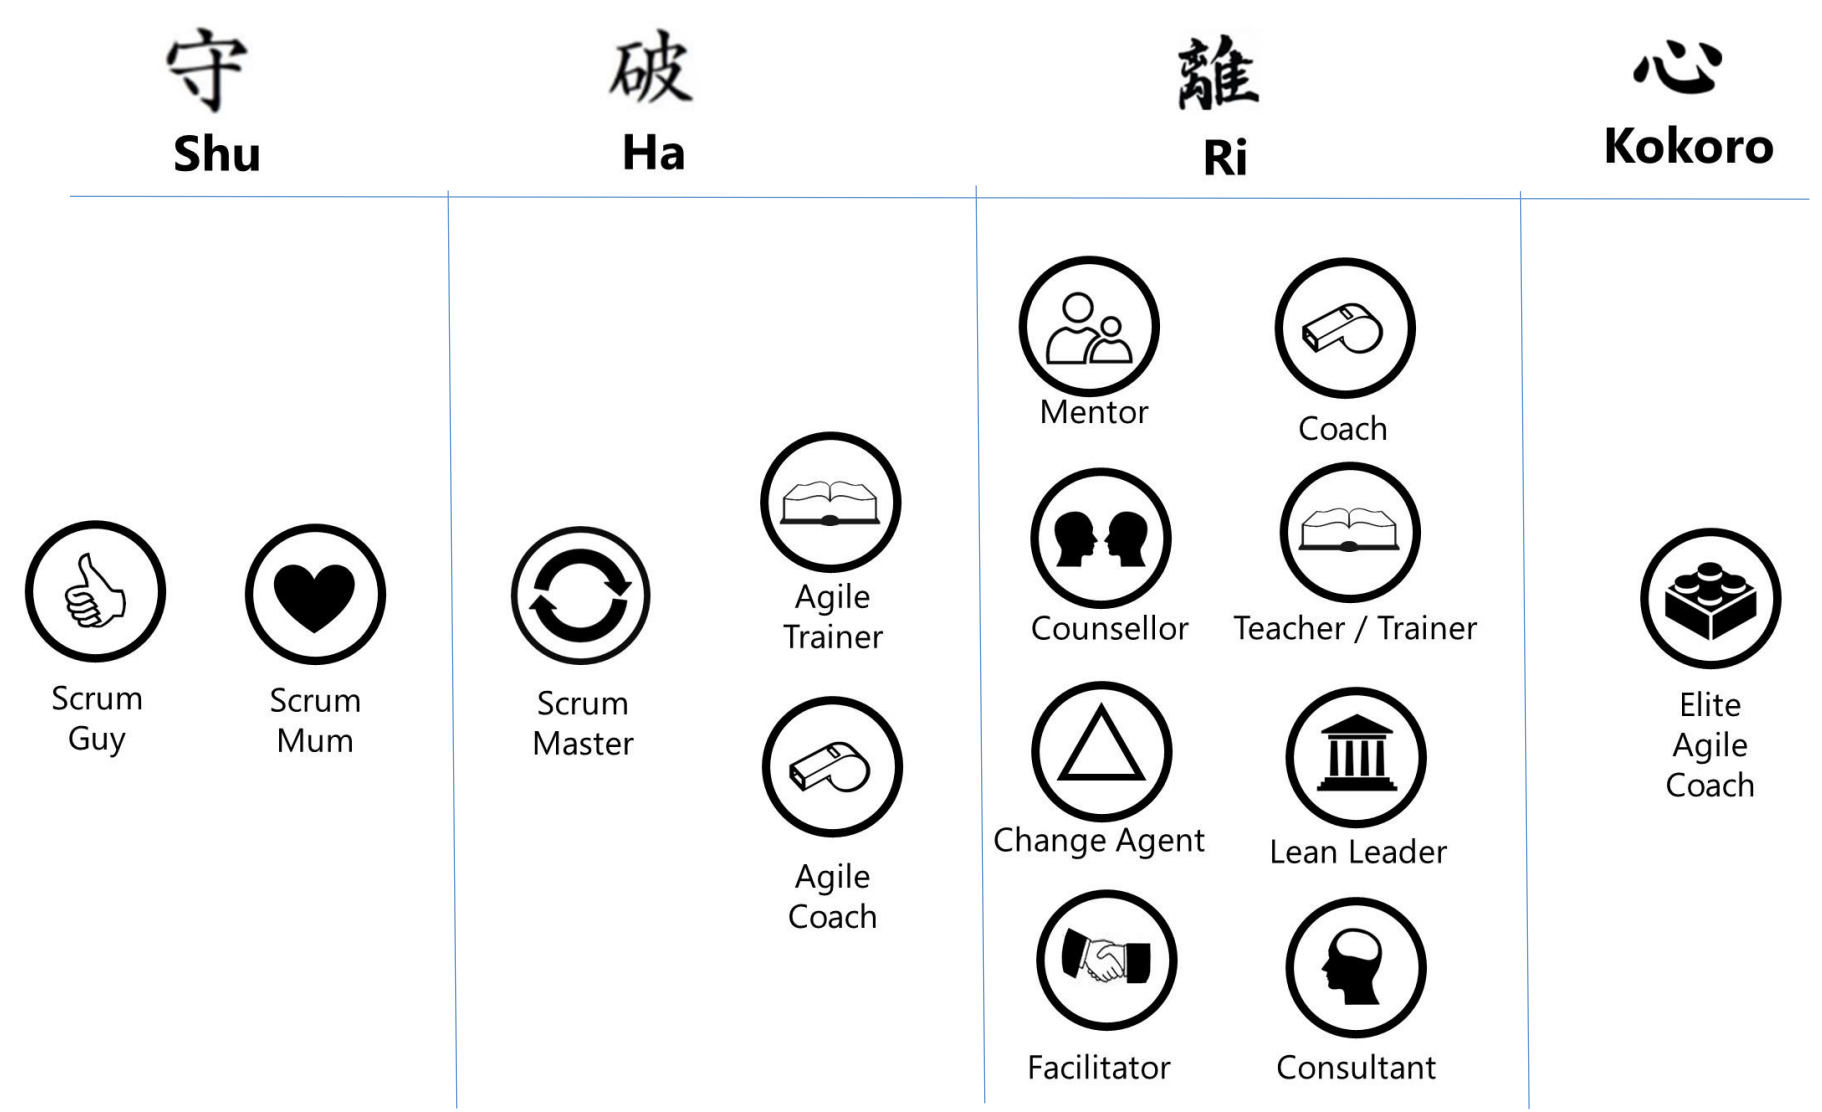 守
Shu
破
Ha
離
Ri
心
Kokoro
Scrum
Guy
Scrum
Mum
Scrum
Master
Agile
Trainer
Agile
Coach
Mentor
Coach
Counsellor
Teacher / Trainer
Change Agent
Lean Leader
Facilitator
Consultant
Elite
Agile
Coach